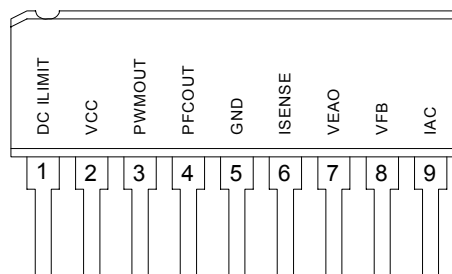 DC ILIMIT
VCC
PWMOUT
PFCOUT
GND
ISENSE
VEAO
VFB
IAC
1 2 3 4 5 6 7 8 9